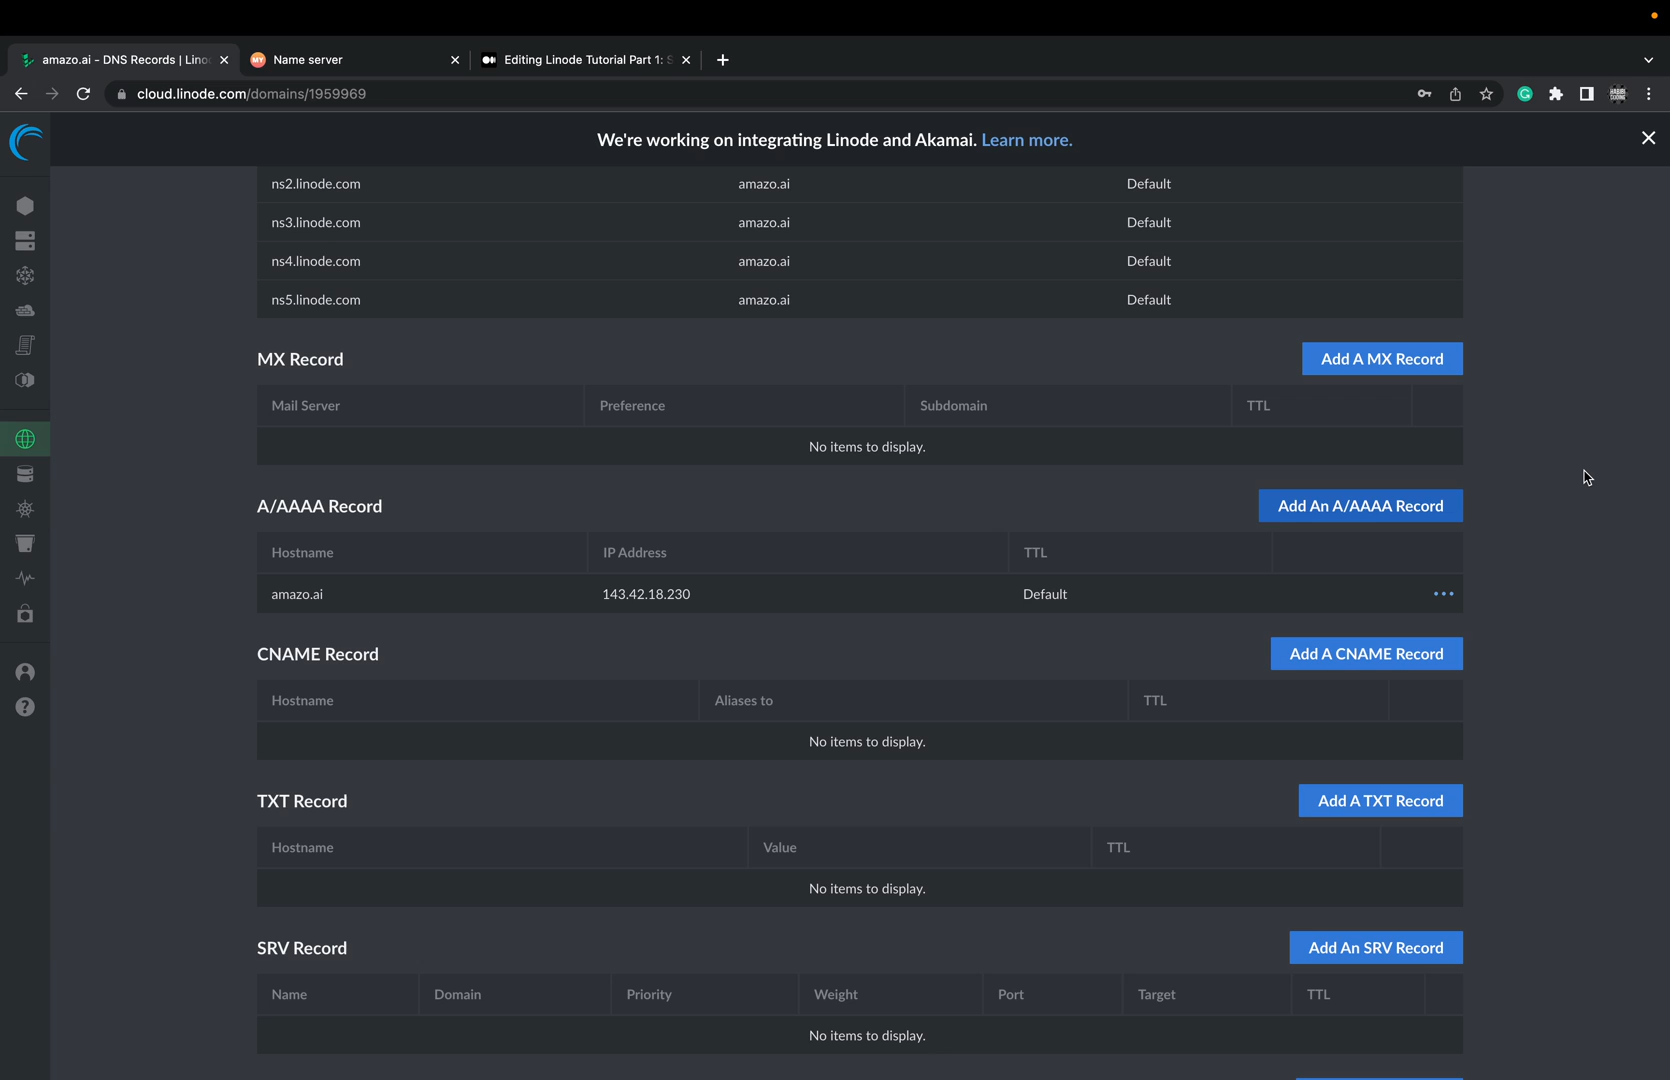 amazo.ai - DNS Records | Lino
MY
Name server
Editing Linode Tutorial Part 1: S
cloud.linode.com/domains/1959969
We're working on integrating Linode and Akamai. Learn more.
ns2.linode.com amazo.ai Default
ns3.linode.com amazo.ai Default
ns4.linode.com amazo.ai Default
ns5.linode.com amazo.ai Default
MX Record
Add A MX Record
Mail Server Preference Subdomain TTL
No items to display.
A/AAAA Record
Add An A/AAAA Record
Hostname IP Address TTL
amazo.ai 143.42.18.230 Default
CNAME Record
Add A CNAME Record
Hostname Aliases to TTL
No items to display.
TXT Record
Add A TXT Record
Hostname Value TTL
No items to display.
SRV Record
Add An SRV Record
Name Domain Priority Weight Port Target TTL
No items to display.